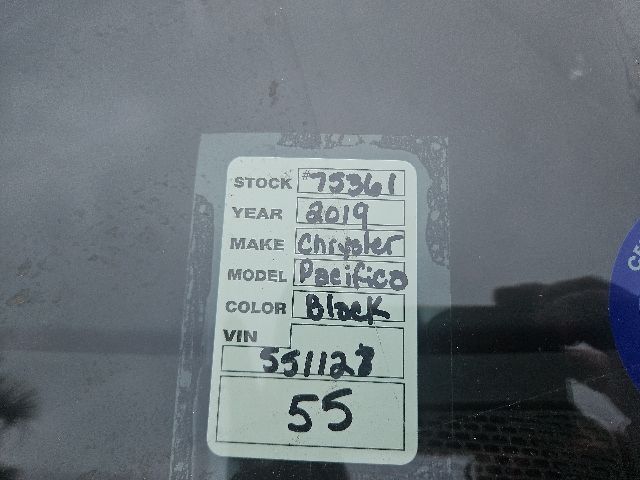 STOCK #75361
YEAR 2019
MAKE Chrysler
MODEL Pacifica
COLOR Black
VIN
551128
55